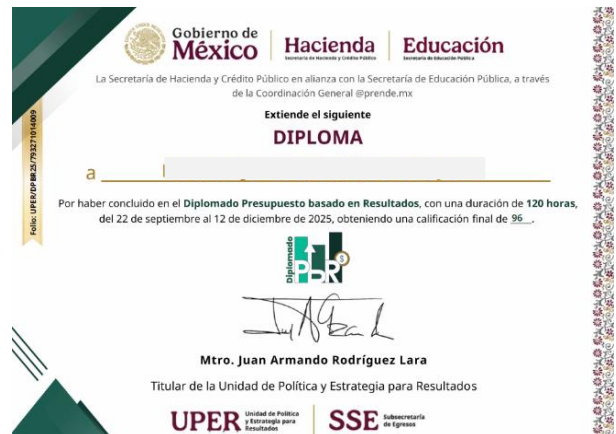 Gobierno de
México
Hacienda
Secretaría de Hacienda y Crédito Público
Educación
Secretaría de Educación Pública
La Secretaría de Hacienda y Crédito Público en alianza con la Secretaría de Educación Pública, a través
de la Coordinación General @prende.mx
Extiende el siguiente
DIPLOMA
Folio: UPER/DPBR25/793271014009
a
Por haber concluido en el Diplomado Presupuesto basado en Resultados, con una duración de 120 horas,
del 22 de septiembre al 12 de diciembre de 2025, obteniendo una calificación final de 96 .
Diplomado
PbR
$
Mtro. Juan Armando Rodríguez Lara
Titular de la Unidad de Política y Estrategia para Resultados
UPER
Unidad de Política
y Estrategia para
Resultados
SSE
Subsecretaría
de Egresos